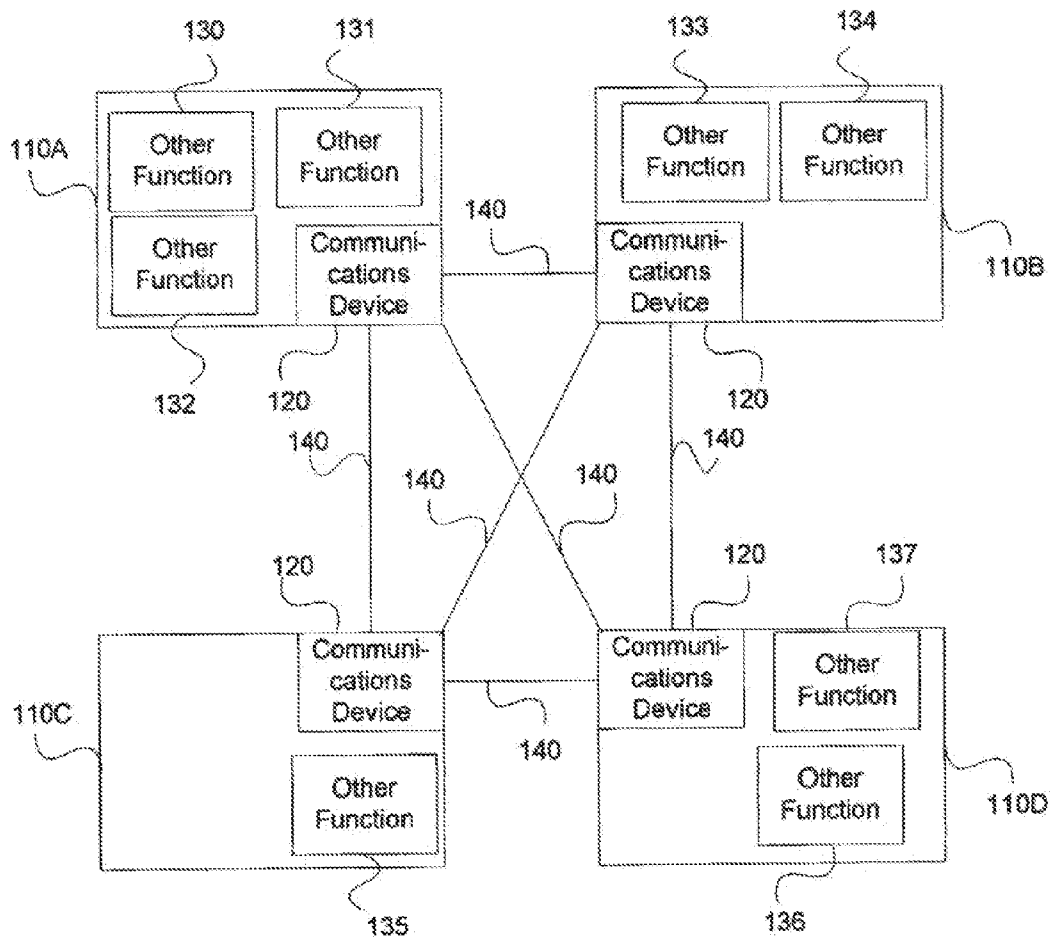 130
131
133
134
110A
Other
Function
Other
Function
Other
Function
Other
Function
Other
Function
Communi-
cations
Device
140
Communi-
cations
Device
110B
132
120
120
140
140
140
140
120
120
137
110C
Communi-
cations
Device
Communi-
cations
Device
Other
Function
140
Other
Function
Other
Function
110D
135
136